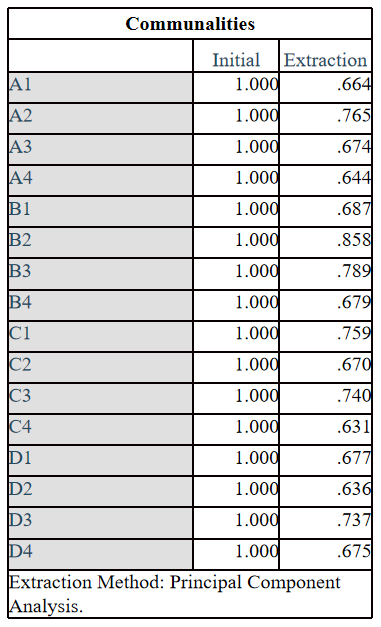 Communalities
Initial Extraction
A1 1.000 .664
A2 1.000 .765
A3 1.000 .674
A4 1.000 .644
B1 1.000 .687
B2 1.000 .858
B3 1.000 .789
B4 1.000 .679
C1 1.000 .759
C2 1.000 .670
C3 1.000 .740
C4 1.000 .631
D1 1.000 .677
D2 1.000 .636
D3 1.000 .737
D4 1.000 .675
Extraction Method: Principal Component
Analysis.